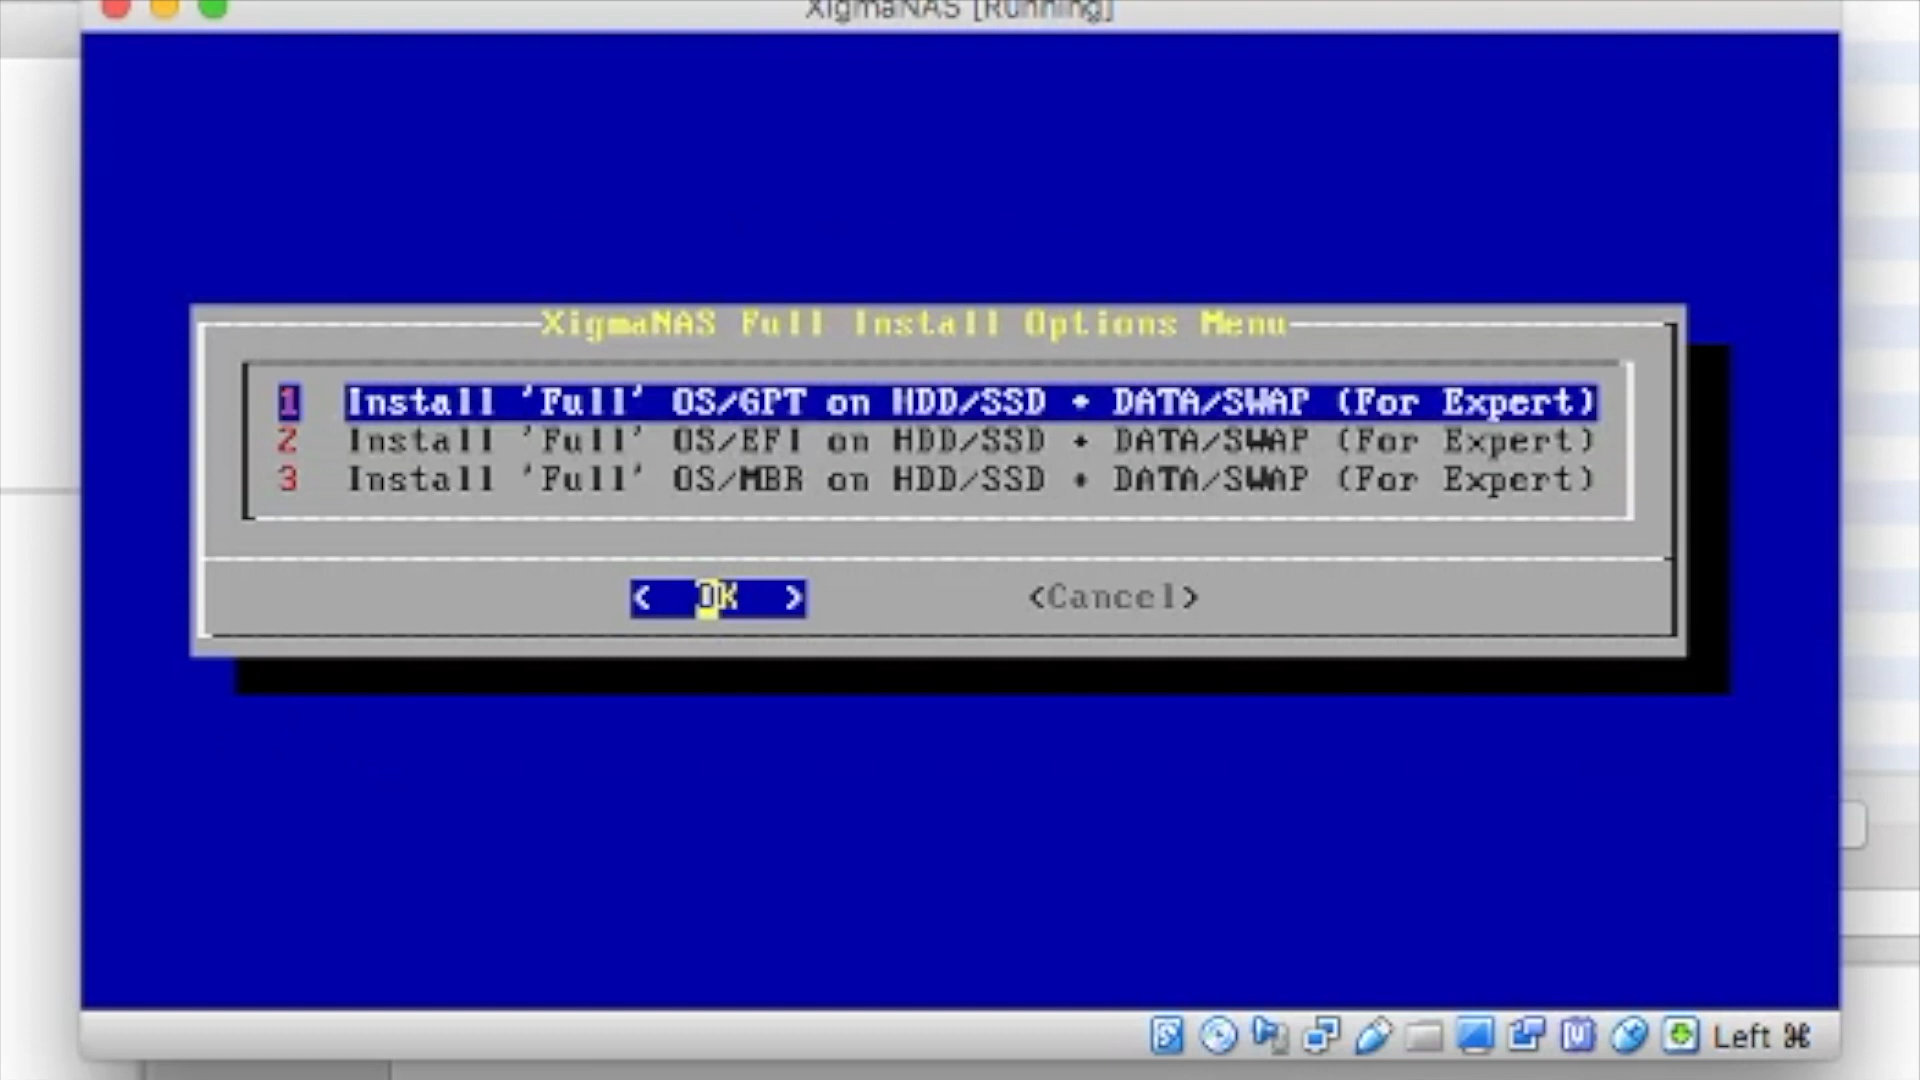 XigmaNAS [Running]
XigmaNAS Full Install Options Menu
1 Install 'Full' OS/GPT on HDD/SSD + DATA/SWAP (For Expert)
2 Install 'Full' OS/EFI on HDD/SSD + DATA/SWAP (For Expert)
3 Install 'Full' OS/MBR on HDD/SSD + DATA/SWAP (For Expert)
< OK > <Cancel>
Left ⌘